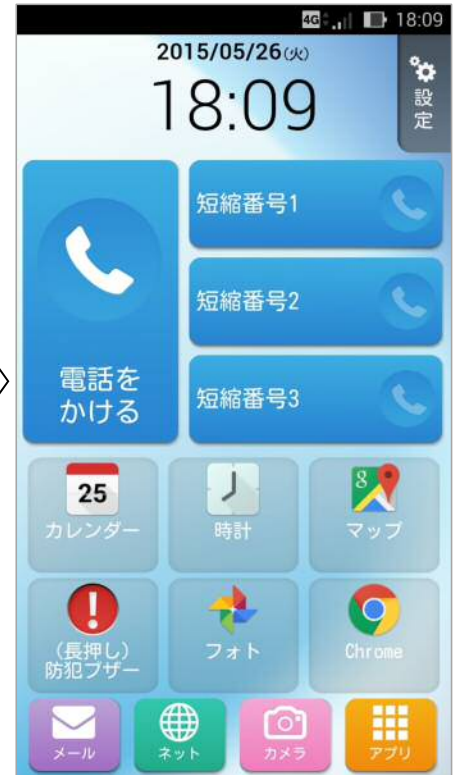 4G 18:09
2015/05/26(火)
18:09
設定
電話を
かける
短縮番号1
短縮番号2
短縮番号3
25
カレンダー
時計
8
マップ
!
(長押し)
防犯ブザー
フォト
Chrome
メール
ネット
カメラ
アプリ